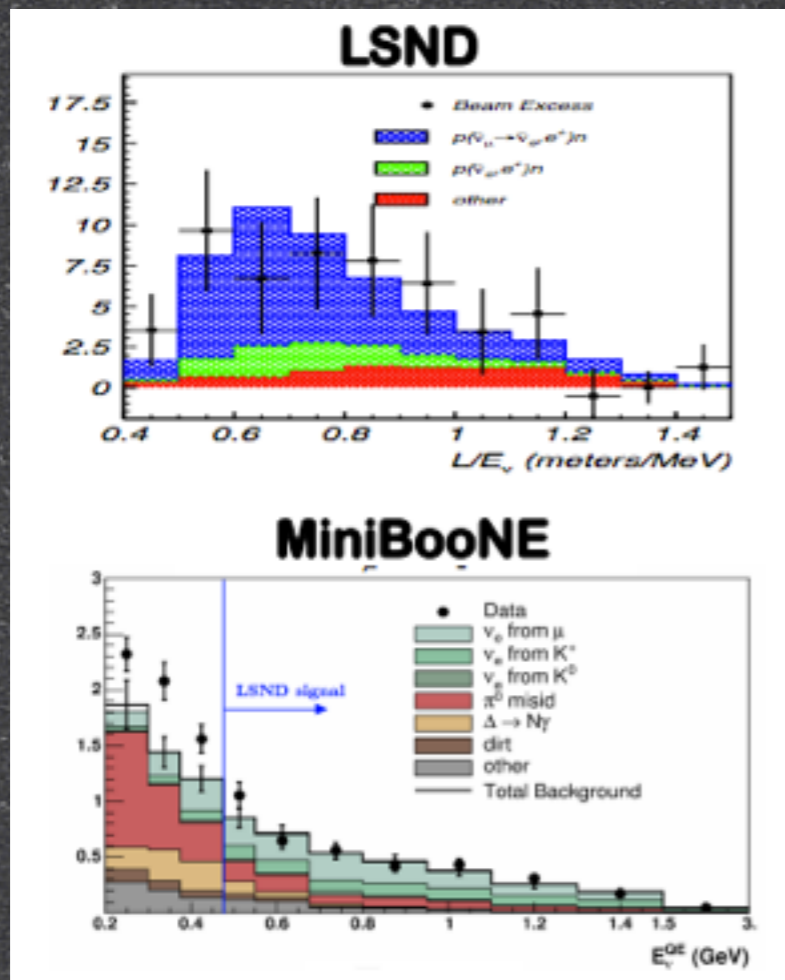 LSND
17.5
15
12.5
10
7.5
5
2.5
0
Beam Excess
p(ν̄μ→ν̄e,e⁺)n
p(ν̄e,e⁺)n
other
0.4 0.6 0.8 1 1.2 1.4
L/Eν (meters/MeV)
MiniBooNE
3
2.5
2
1.5
1
0.5
Data
νe from μ
νe from K⁺
νe from K⁰
π⁰ misid
Δ → Nγ
dirt
other
Total Background
LSND signal
0.2 0.4 0.6 0.8 1 1.2 1.4 1.5 3.
Eν^QE (GeV)